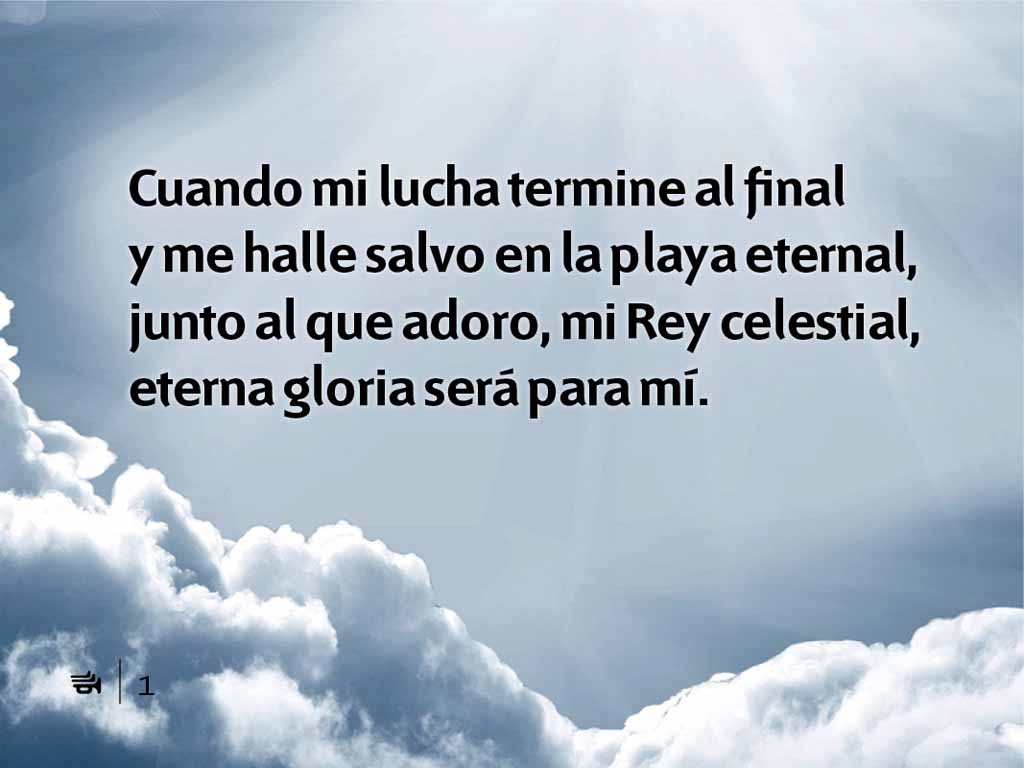 Cuando mi lucha termine al final
y me halle salvo en la playa eternal,
junto al que adoro, mi Rey celestial,
eterna gloria será para mí.
1